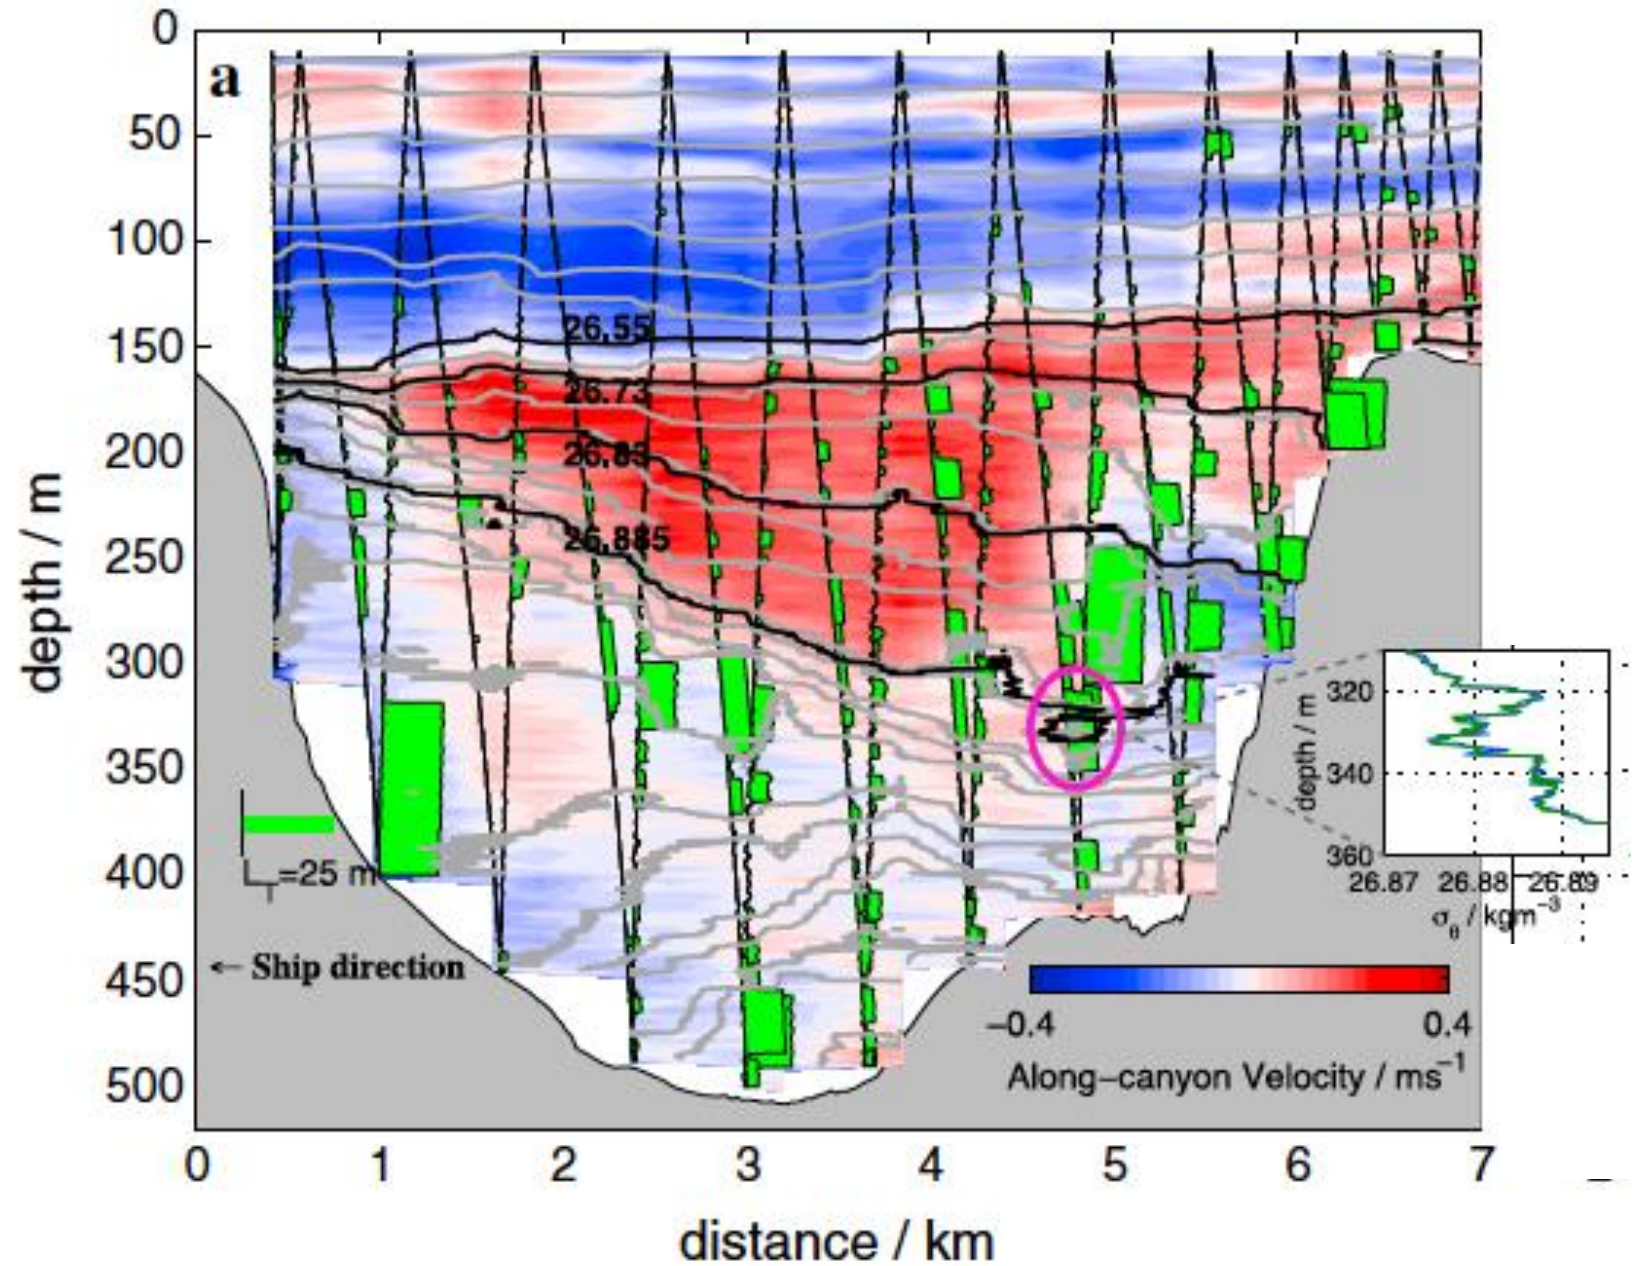 a
0
50
100
150
200
250
300
350
400
450
500
depth / m
26.55
26.73
26.83
26.885
=25 m
← Ship direction
320
340
360
depth / m
26.87 26.88 26.89
σθ / kgm−3
−0.4 0.4
Along−canyon Velocity / ms−1
0 1 2 3 4 5 6 7
distance / km